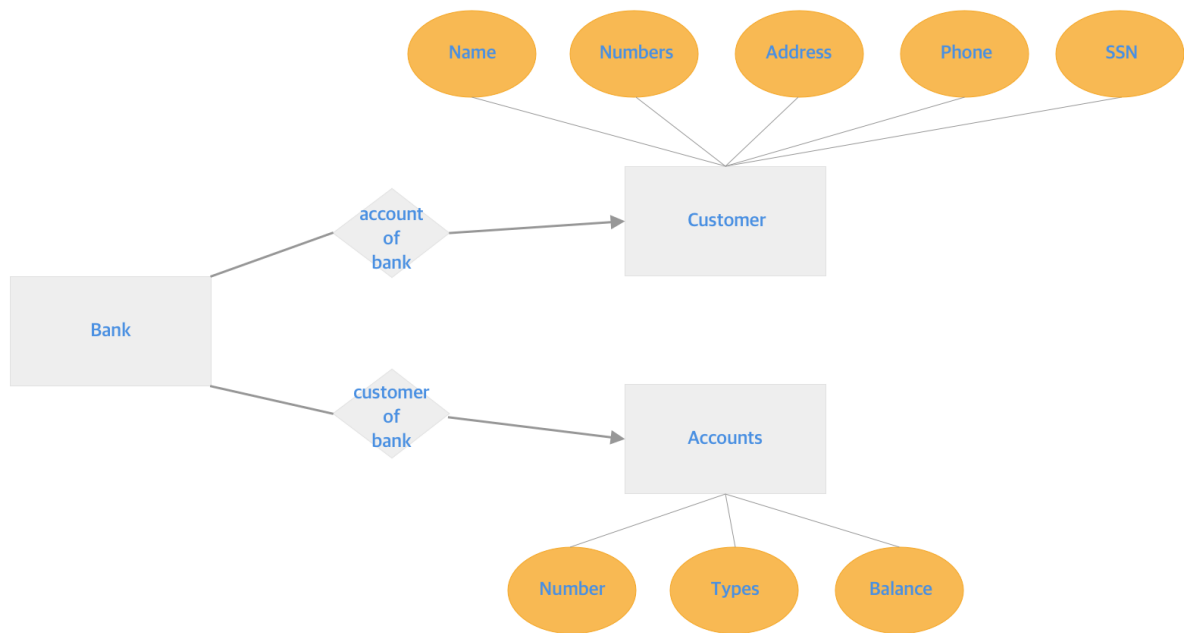 Name
Numbers
Address
Phone
SSN
account
of
bank
Customer
Bank
customer
of
bank
Accounts
Number
Types
Balance